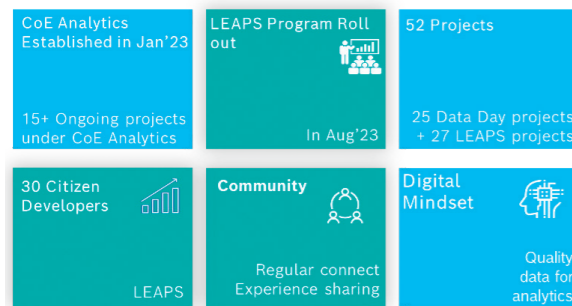 CoE Analytics
Established in Jan'23
15+ Ongoing projects
under CoE Analytics
LEAPS Program Roll
out
In Aug'23
52 Projects
25 Data Day projects
+ 27 LEAPS projects
30 Citizen
Developers
LEAPS
Community
Regular connect
Experience sharing
Digital
Mindset
Quality
data for
analytics